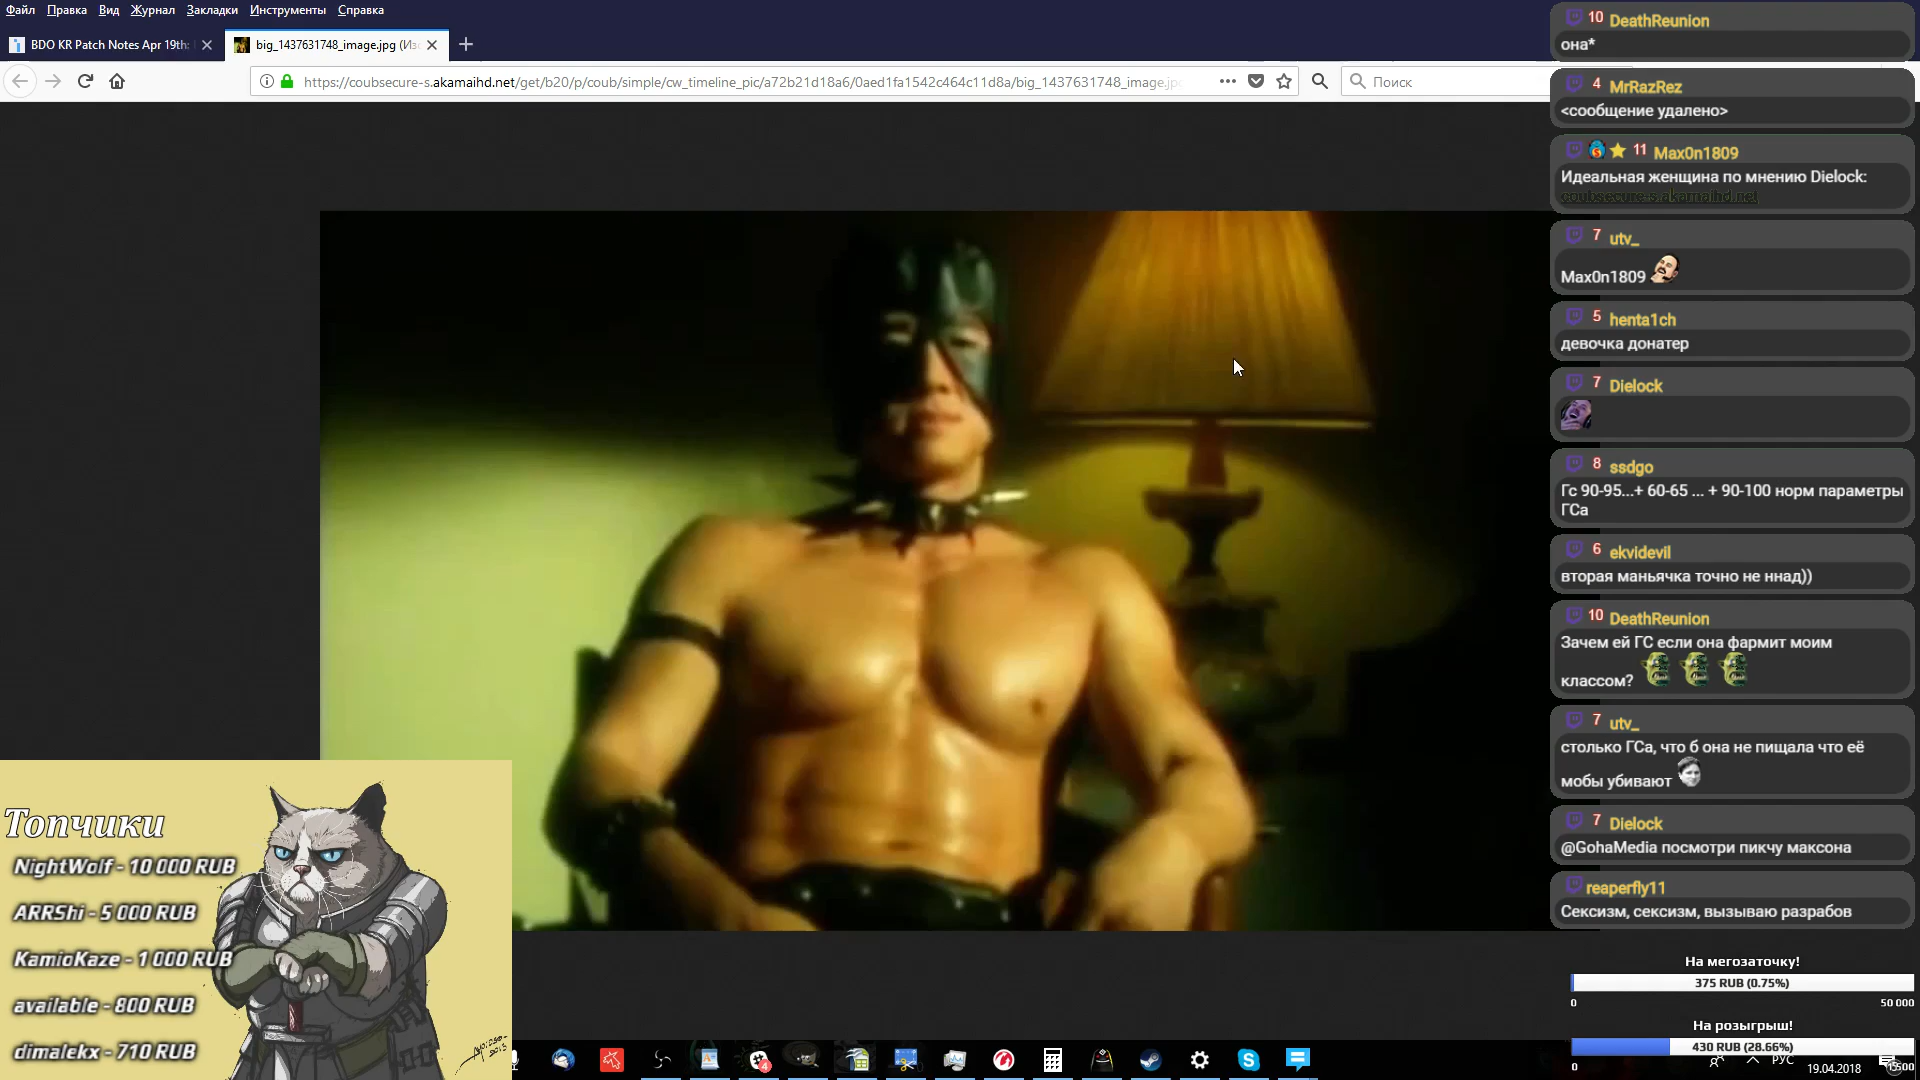 Файл Правка Вид Журнал Закладки Инструменты Справка
BDO KR Patch Notes Apr 19th:
big_1437631748_image.jpg (Из
https://coubsecure-s.akamaihd.net/get/b20/p/coub/simple/cw_timeline_pic/a72b21d18a6/0aed1fa1542c464c11d8a/big_1437631748_image.jp
Поиск
10 DeathReunion
она*
4 MrRazRez
<сообщение удалено>
11 Max0n1809
Идеальная женщина по мнению Dielock:
coubsecure-s.akamaihd.net
7 utv_
Max0n1809
5 henta1ch
девочка донатер
7 Dielock
8 ssdgo
Гс 90-95...+ 60-65 ... + 90-100 норм параметры
ГСа
6 ekvidevil
вторая маньячка точно не ннад))
10 DeathReunion
Зачем ей ГС если она фармит моим
классом?
7 utv_
столько ГСа, что б она не пищала что её
мобы убивают
7 Dielock
@GohaMedia посмотри пикчу максона
reaperfly11
Сексизм, сексизм, вызываю разрабов
На мегозаточку!
375 RUB (0.75%)
0 50 000
На розыгрыш!
430 RUB (28.66%)
0 1500
Топчики
NightWolf - 10 000 RUB
ARRShi - 5 000 RUB
KamioKaze - 1 000 RUB
available - 800 RUB
dimalekx - 710 RUB
4
РУС
19.04.2018